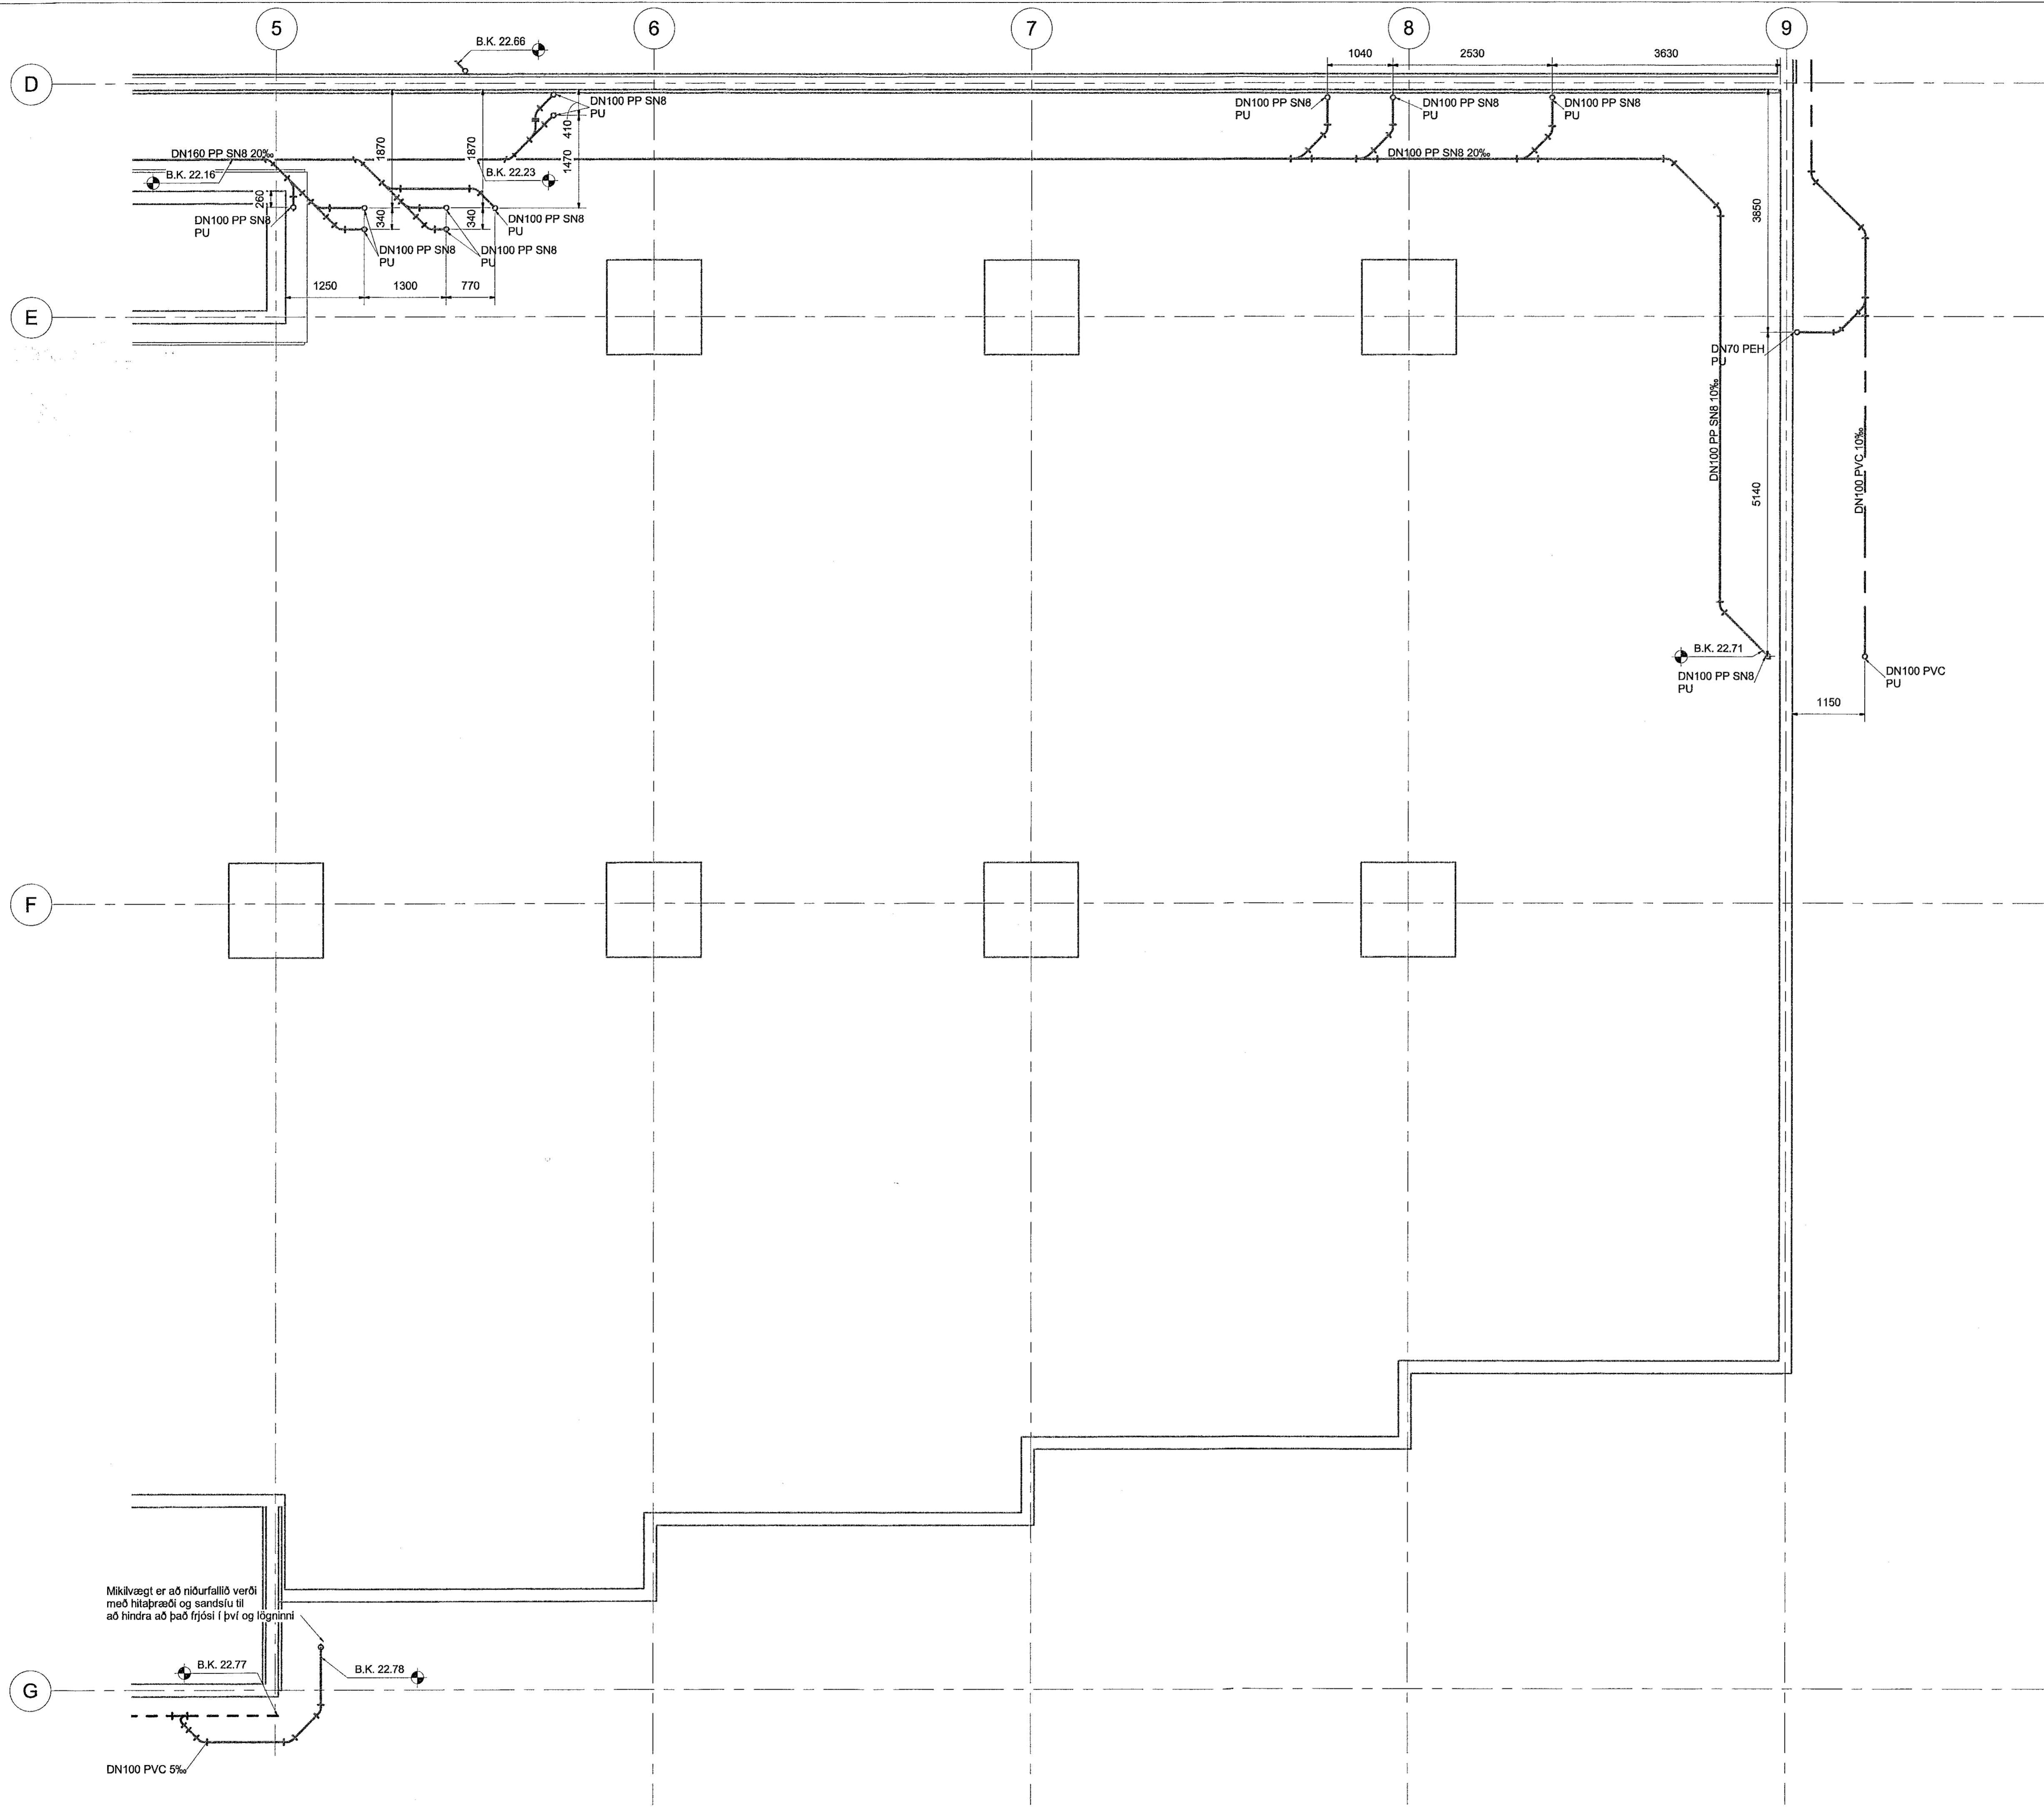 5
6
7
8
9
B.K. 22.66
1040
2530
3630
D
DN100 PP SN8
PU
DN100 PP SN8
PU
DN100 PP SN8
PU
DN100 PP SN8
PU
410
1870
1870
1470
DN160 PP SN8 20‰
DN100 PP SN8 20‰
B.K. 22.16
B.K. 22.23
260
3850
DN100 PP SN8
PU
340
340
DN100 PP SN8
PU
DN100 PP SN8
PU
DN100 PP SN8
PU
1250
1300
770
E
DN70 PEH
PU
DN100 PP SN8 10‰
DN100 PVC 10‰
5140
B.K. 22.71
DN100 PP SN8
PU
DN100 PVC
PU
1150
F
Mikilvægt er að niðurfallið verði
með hitaþræði og sandsíu til
að hindra að það frjósi í því og lögninni
B.K. 22.77
B.K. 22.78
G
DN100 PVC 5‰